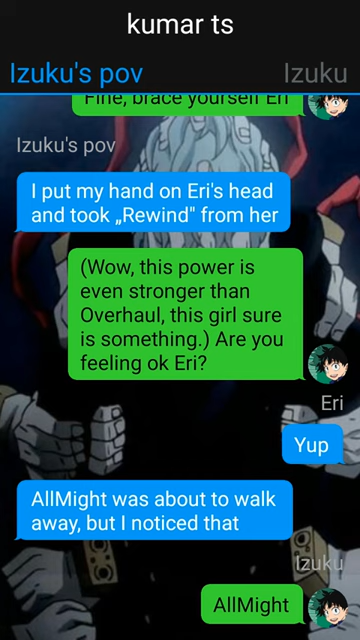 kumar ts
Izuku's pov
Izuku
Fine, brace yourself Eri
Izuku's pov
I put my hand on Eri's head
and took „Rewind" from her
(Wow, this power is
even stronger than
Overhaul, this girl sure
is something.) Are you
feeling ok Eri?
Eri
Yup
AllMight was about to walk
away, but I noticed that
Izuku
AllMight